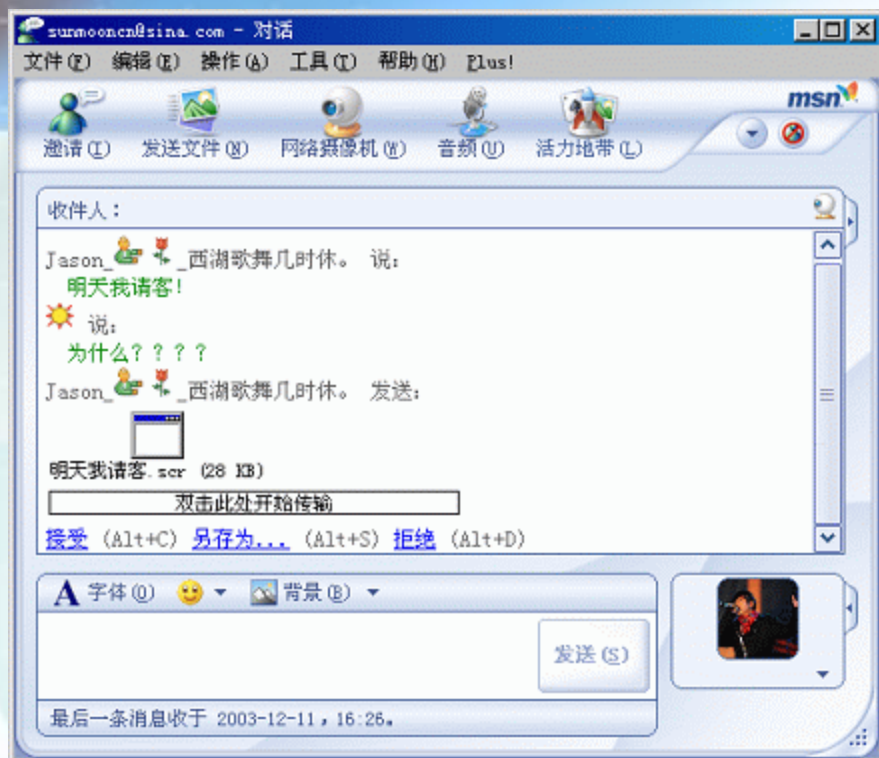 sunmooncn@sina.com - 对话
文件(F) 编辑(E) 操作(A) 工具(T) 帮助(H) Plus!
msn
邀请(I) 发送文件(N) 网络摄像机(W) 音频(U) 活力地带(L)
收件人：
Jason_ _西湖歌舞几时休。 说：
明天我请客！
说：
为什么？？？？
Jason_ _西湖歌舞几时休。 发送：
明天我请客.scr (28 KB)
双击此处开始传输
接受 (Alt+C) 另存为... (Alt+S) 拒绝 (Alt+D)
A 字体(O) 背景(B)
发送(S)
最后一条消息收于 2003-12-11，16:26。